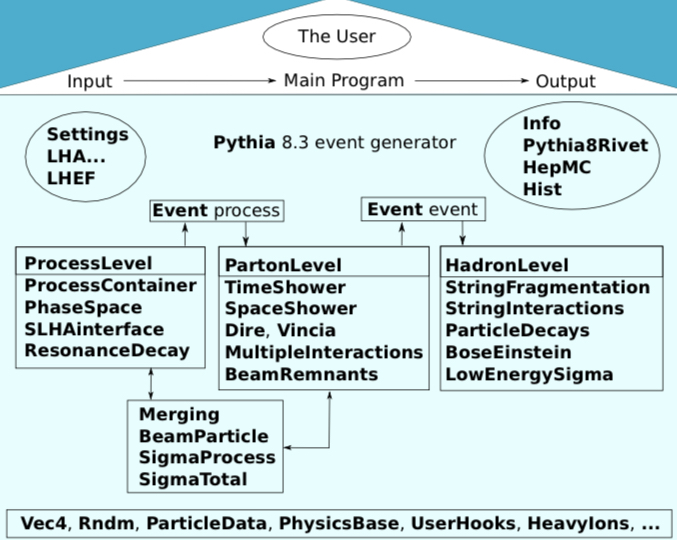 The User
Input Main Program Output
Settings
LHA...
LHEF
Pythia 8.3 event generator
Info
Pythia8Rivet
HepMC
Hist
Event process
Event event
ProcessLevel
ProcessContainer
PhaseSpace
SLHAinterface
ResonanceDecay
PartonLevel
TimeShower
SpaceShower
Dire, Vincia
MultipleInteractions
BeamRemnants
HadronLevel
StringFragmentation
StringInteractions
ParticleDecays
BoseEinstein
LowEnergySigma
Merging
BeamParticle
SigmaProcess
SigmaTotal
Vec4, Rndm, ParticleData, PhysicsBase, UserHooks, HeavyIons, ...